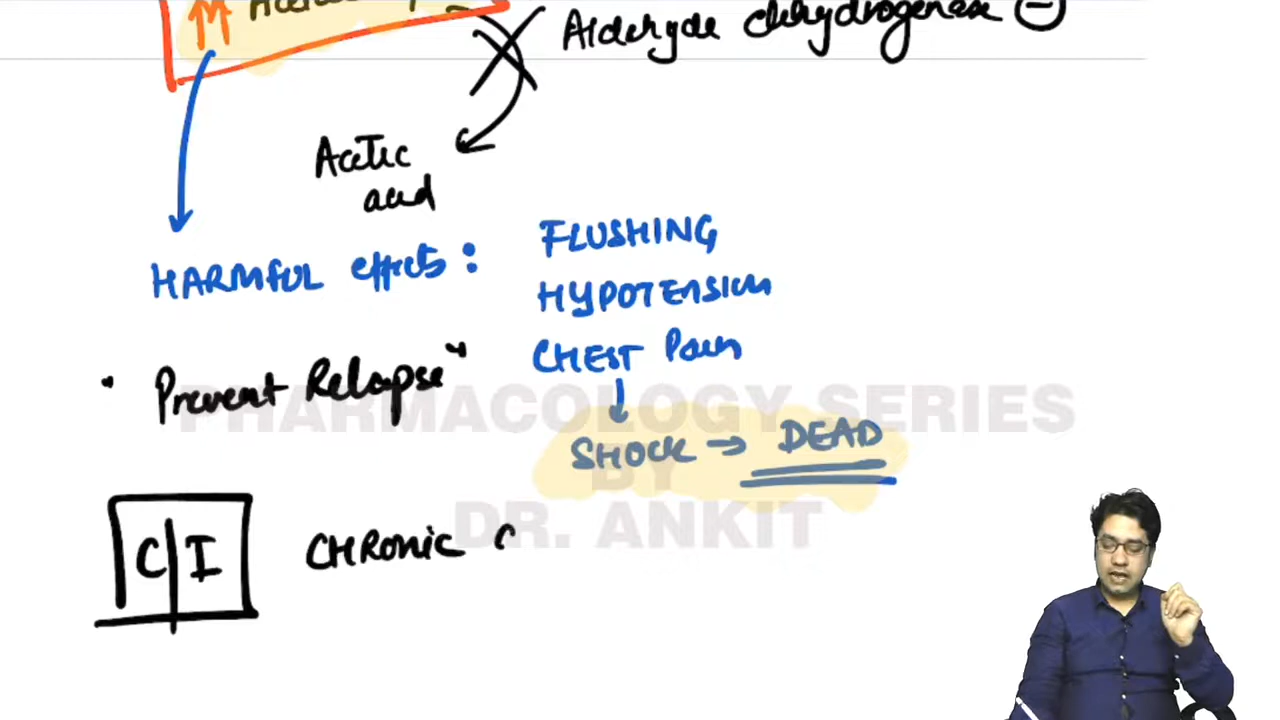 Aldehyde dehydrogenase ⊖
Acetic
acid
HARMFUL effects :
FLUSHING
HYPOTENSION
CHEST Pain
"Prevent Relapse"
SHOCK → DEAD
PHARMACOLOGY SERIES
BY
DR. ANKIT
C | I
CHRONIC